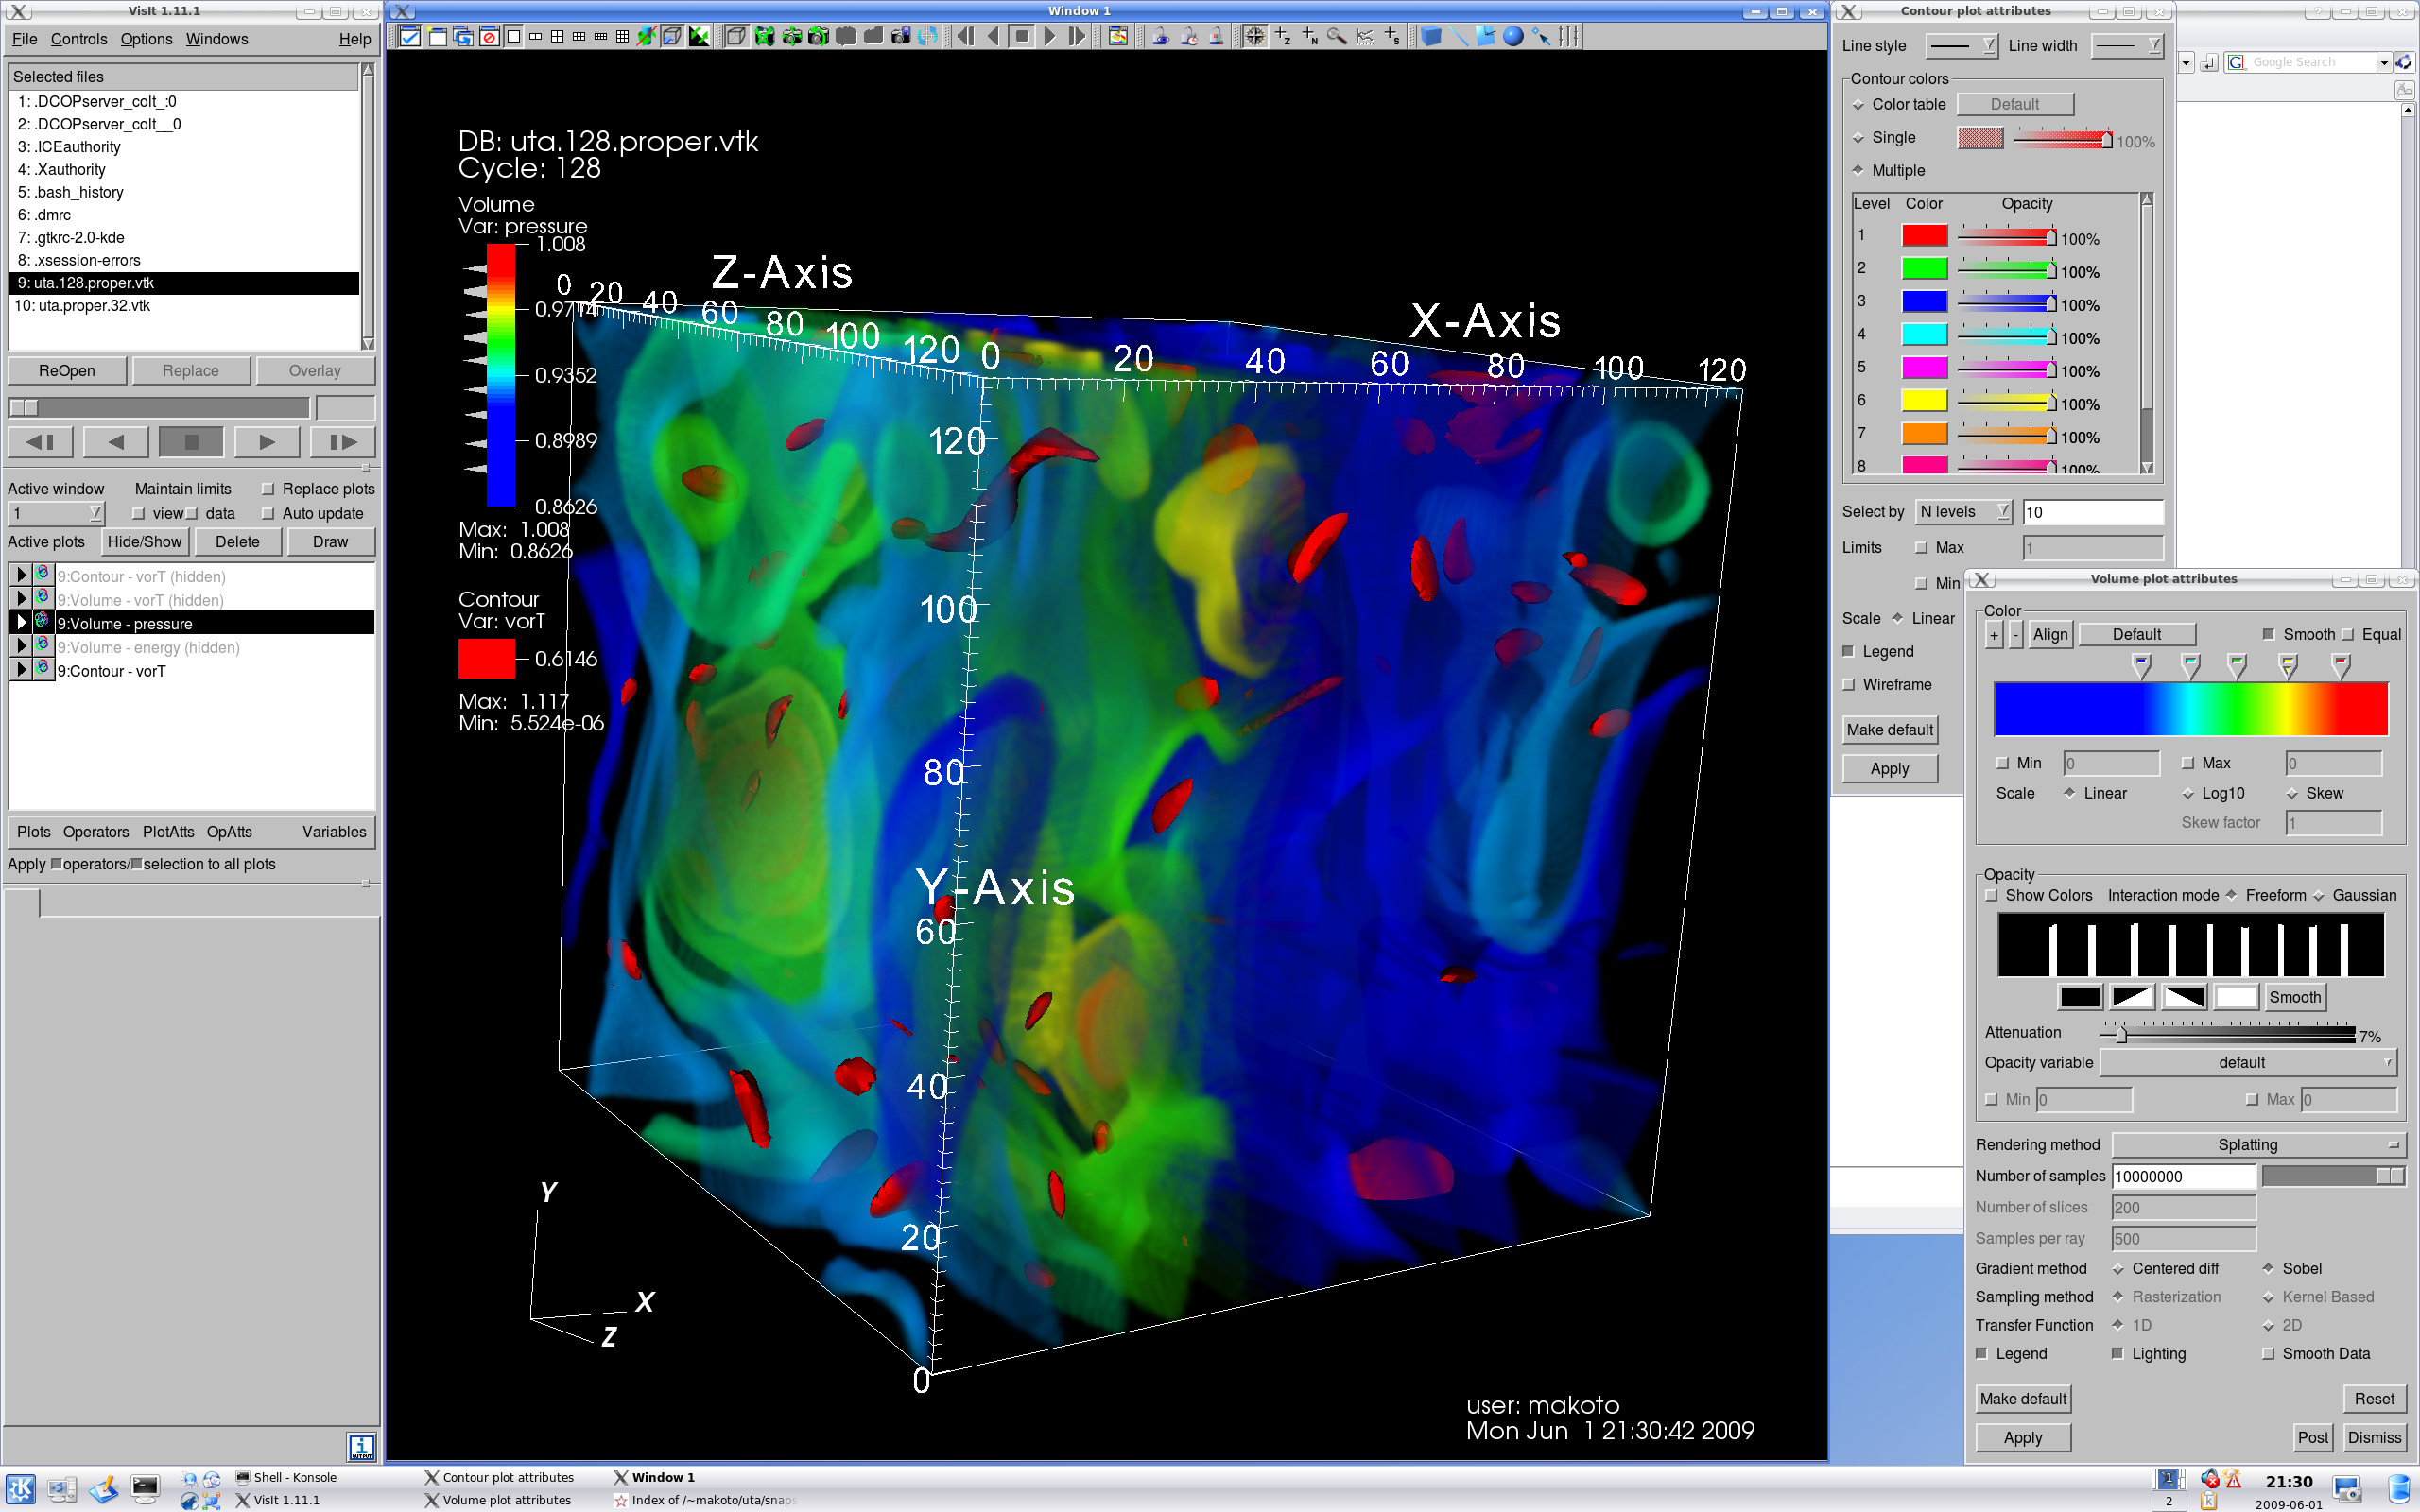 VisIt 1.11.1
File Controls Options Windows Help
Selected files
1: .DCOPserver_colt_:0
2: .DCOPserver_colt__0
3: .ICEauthority
4: .Xauthority
5: .bash_history
6: .dmrc
7: .gtkrc-2.0-kde
8: .xsession-errors
9: uta.128.proper.vtk
10: uta.proper.32.vtk
ReOpen Replace Overlay
Active window Maintain limits Replace plots
1 view data Auto update
Active plots Hide/Show Delete Draw
9:Contour - vorT (hidden)
9:Volume - vorT (hidden)
9:Volume - pressure
9:Volume - energy (hidden)
9:Contour - vorT
Plots Operators PlotAtts OpAtts Variables
Apply operators/ selection to all plots
Window 1
DB: uta.128.proper.vtk
Cycle: 128
Volume
Var: pressure
1.008
0.9714
0.9352
0.8989
0.8626
Max: 1.008
Min: 0.8626
Contour
Var: vorT
0.6146
Max: 1.117
Min: 5.524e-06
Z-Axis
0 20 40 60 80 100 120
X-Axis
0 20 40 60 80 100 120
120
100
80
Y-Axis
60
40
20
0
Y
X
Z
user: makoto
Mon Jun 1 21:30:42 2009
Contour plot attributes
Line style Line width
Contour colors
Color table Default
Single 100%
Multiple
Level Color Opacity
1 100%
2 100%
3 100%
4 100%
5 100%
6 100%
7 100%
8 100%
Select by N levels 10
Limits Max 1
Min
Scale Linear
Legend
Wireframe
Make default
Apply
Google Search
Volume plot attributes
Color
+ - Align Default Smooth Equal
Min 0 Max 0
Scale Linear Log10 Skew
Skew factor 1
Opacity
Show Colors Interaction mode Freeform Gaussian
Smooth
Attenuation 7%
Opacity variable default
Min 0 Max 0
Rendering method Splatting
Number of samples 10000000
Number of slices 200
Samples per ray 500
Gradient method Centered diff Sobel
Sampling method Rasterization Kernel Based
Transfer Function 1D 2D
Legend Lighting Smooth Data
Make default Reset
Apply Post Dismiss
Shell - Konsole Contour plot attributes Window 1
VisIt 1.11.1 Volume plot attributes Index of /~makoto/uta/snaps
1
2
21:30
2009-06-01